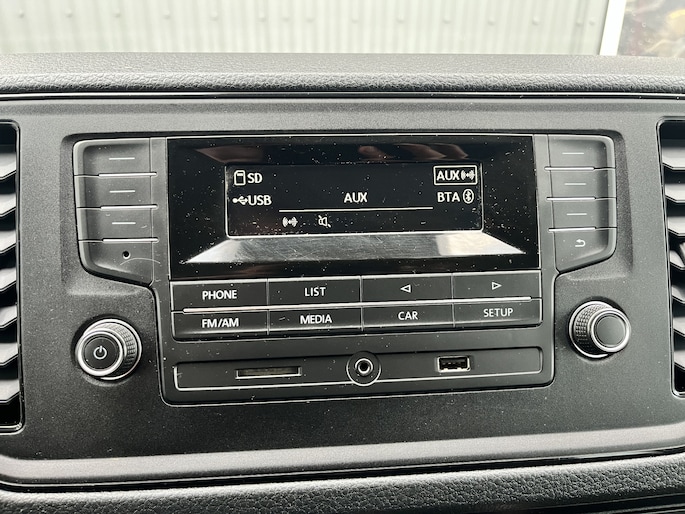 SD AUX
USB AUX BTA
PHONE LIST
FM/AM MEDIA CAR SETUP